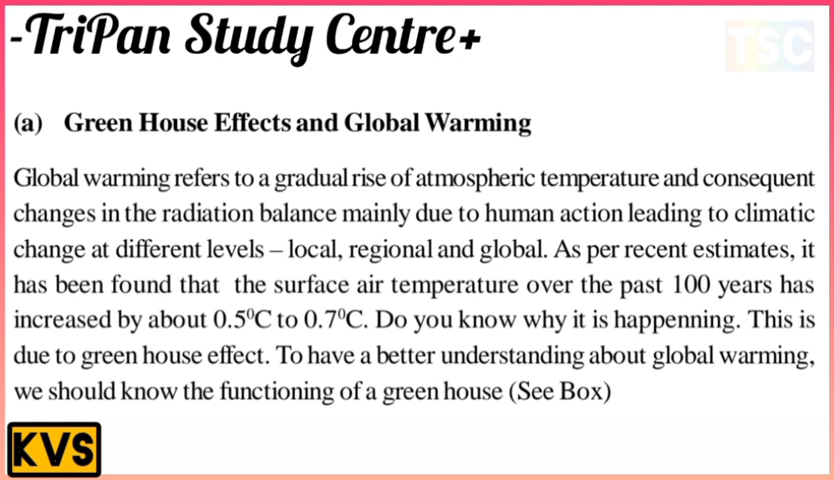 -TriPan Study Centre+
TSC
(a) Green House Effects and Global Warming
Global warming refers to a gradual rise of atmospheric temperature and consequent
changes in the radiation balance mainly due to human action leading to climatic
change at different levels – local, regional and global. As per recent estimates, it
has been found that the surface air temperature over the past 100 years has
increased by about 0.5⁰C to 0.7⁰C. Do you know why it is happenning. This is
due to green house effect. To have a better understanding about global warming,
we should know the functioning of a green house (See Box)
KVS